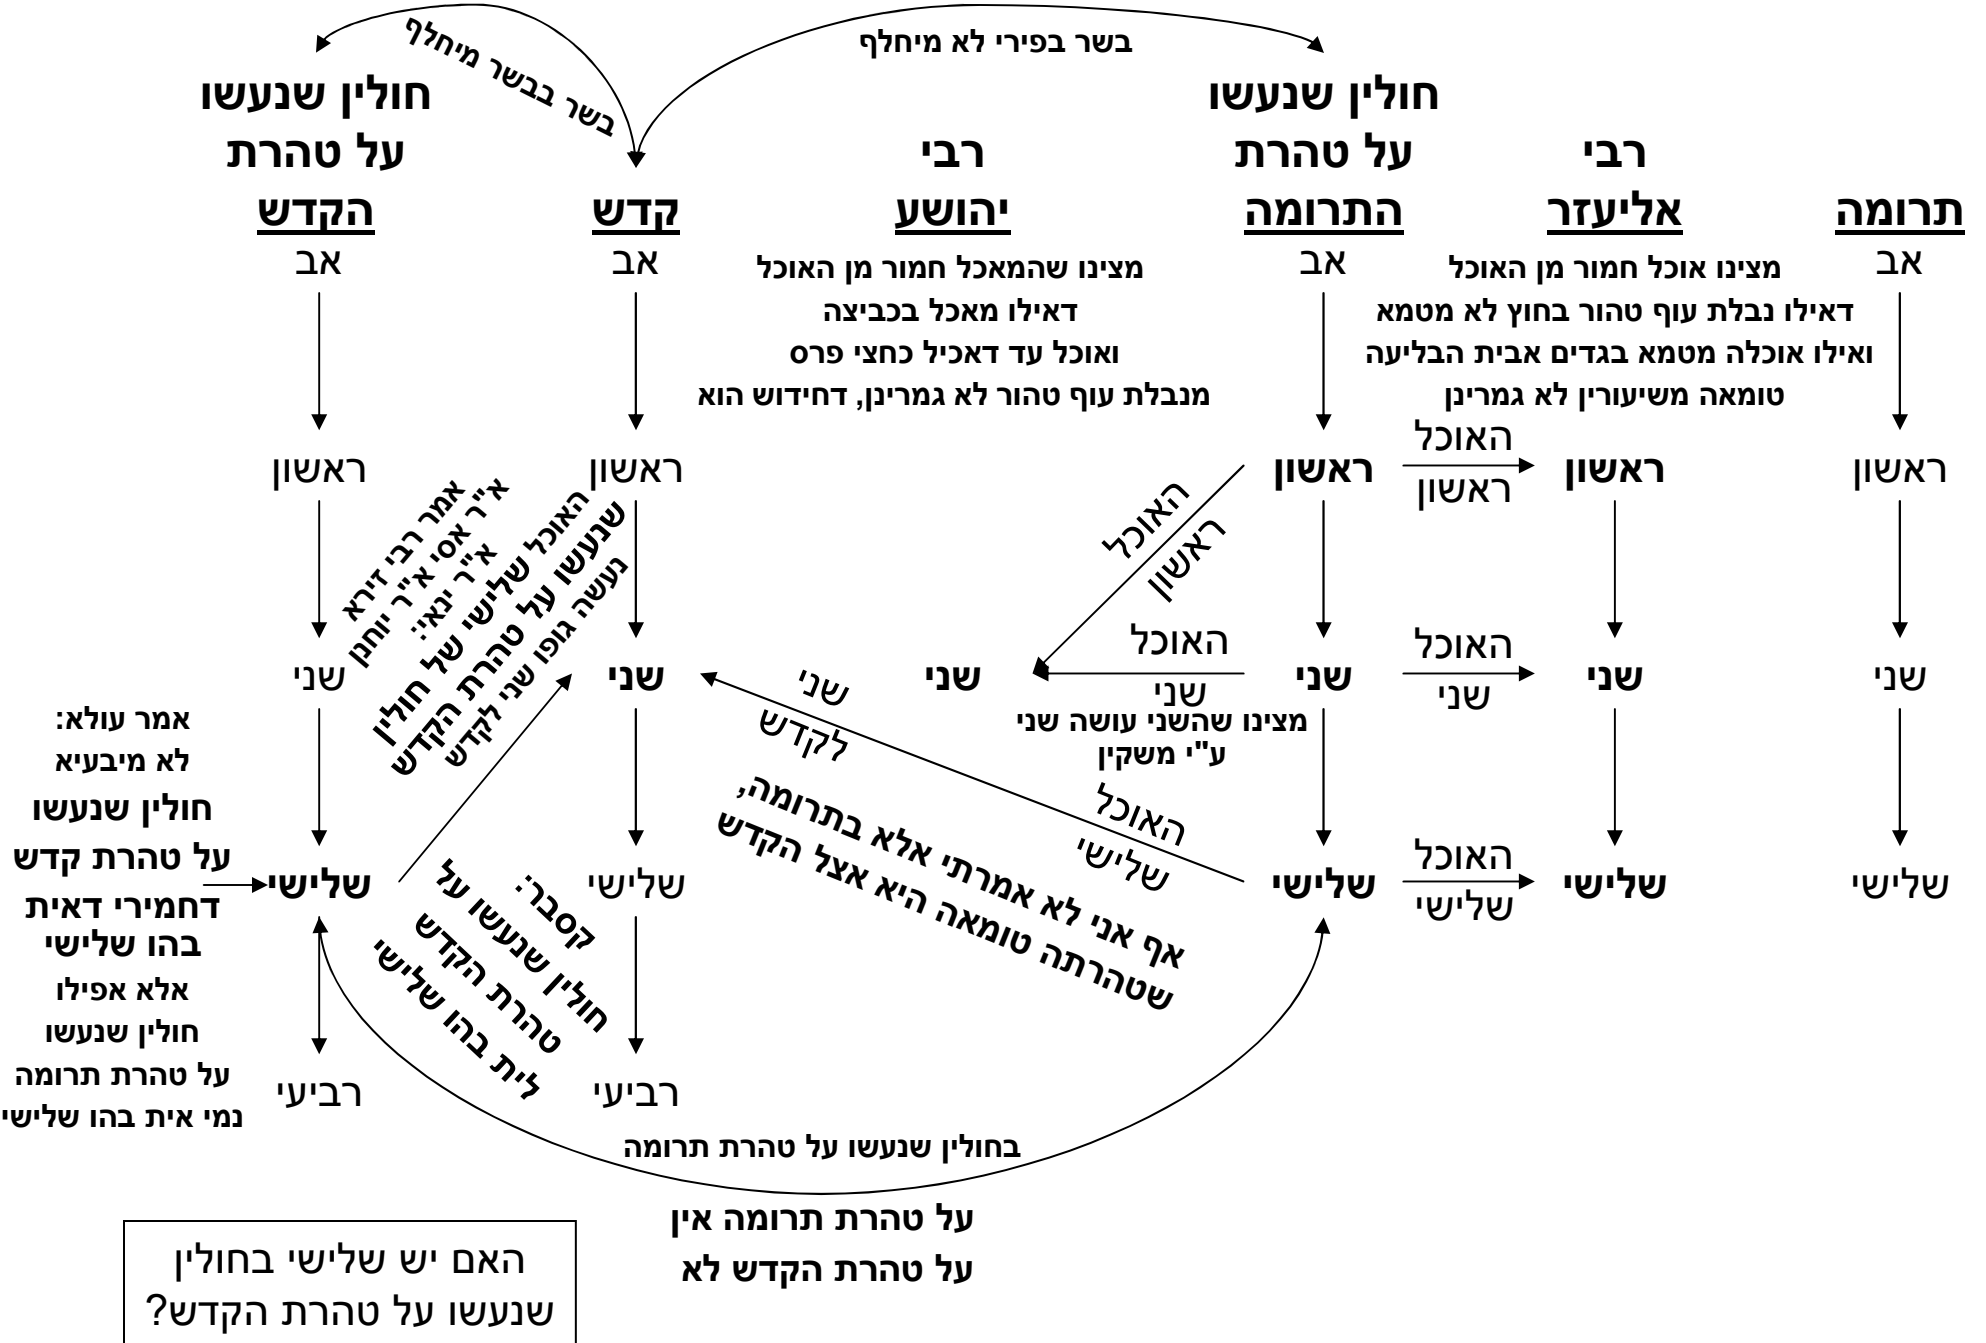 בשר בבשר מיחלף
בשר בפירי לא מיחלף
תרומה
אב
ראשון
שני
שלישי
רבי
אליעזר
מצינו אוכל חמור מן האוכל
דאילו נבלת עוף טהור בחוץ לא מטמא
ואילו אוכלה מטמא בגדים אבית הבליעה
טומאה משיעורין לא גמרינן
ראשון
שני
שלישי
האוכל
ראשון
האוכל
שני
האוכל
שלישי
חולין שנעשו
על טהרת
התרומה
אב
ראשון
שני
שלישי
האוכל
ראשון
האוכל
שני
מצינו שהשני עושה שני
ע"י משקין
האוכל
שלישי
שני
לקדש
רבי
יהושע
מצינו שהמאכל חמור מן האוכל
דאילו מאכל בכביצה
ואוכל עד דאכיל כחצי פרס
מנבלת עוף טהור לא גמרינן, דחידוש הוא
שני
אף אני לא אמרתי אלא בתרומה,
שטהרתה טומאה היא אצל הקדש
קדש
אב
ראשון
שני
שלישי
רביעי
אמר רבי זירא
א"ר אסי א"ר יוחנן
א"ר ינאי:
האוכל שלישי של חולין
שנעשו על טהרת הקדש
נעשה גופו שני לקדש
קסבר:
חולין שנעשו על
טהרת הקדש
לית בהו שלישי
חולין שנעשו
על טהרת
הקדש
אב
ראשון
שני
שלישי
רביעי
אמר עולא:
לא מיבעיא
חולין שנעשו
על טהרת קדש
דחמירי דאית
בהו שלישי
אלא אפילו
חולין שנעשו
על טהרת תרומה
נמי אית בהו שלישי
בחולין שנעשו על טהרת תרומה
על טהרת תרומה אין
על טהרת הקדש לא
האם יש שלישי בחולין
שנעשו על טהרת הקדש?